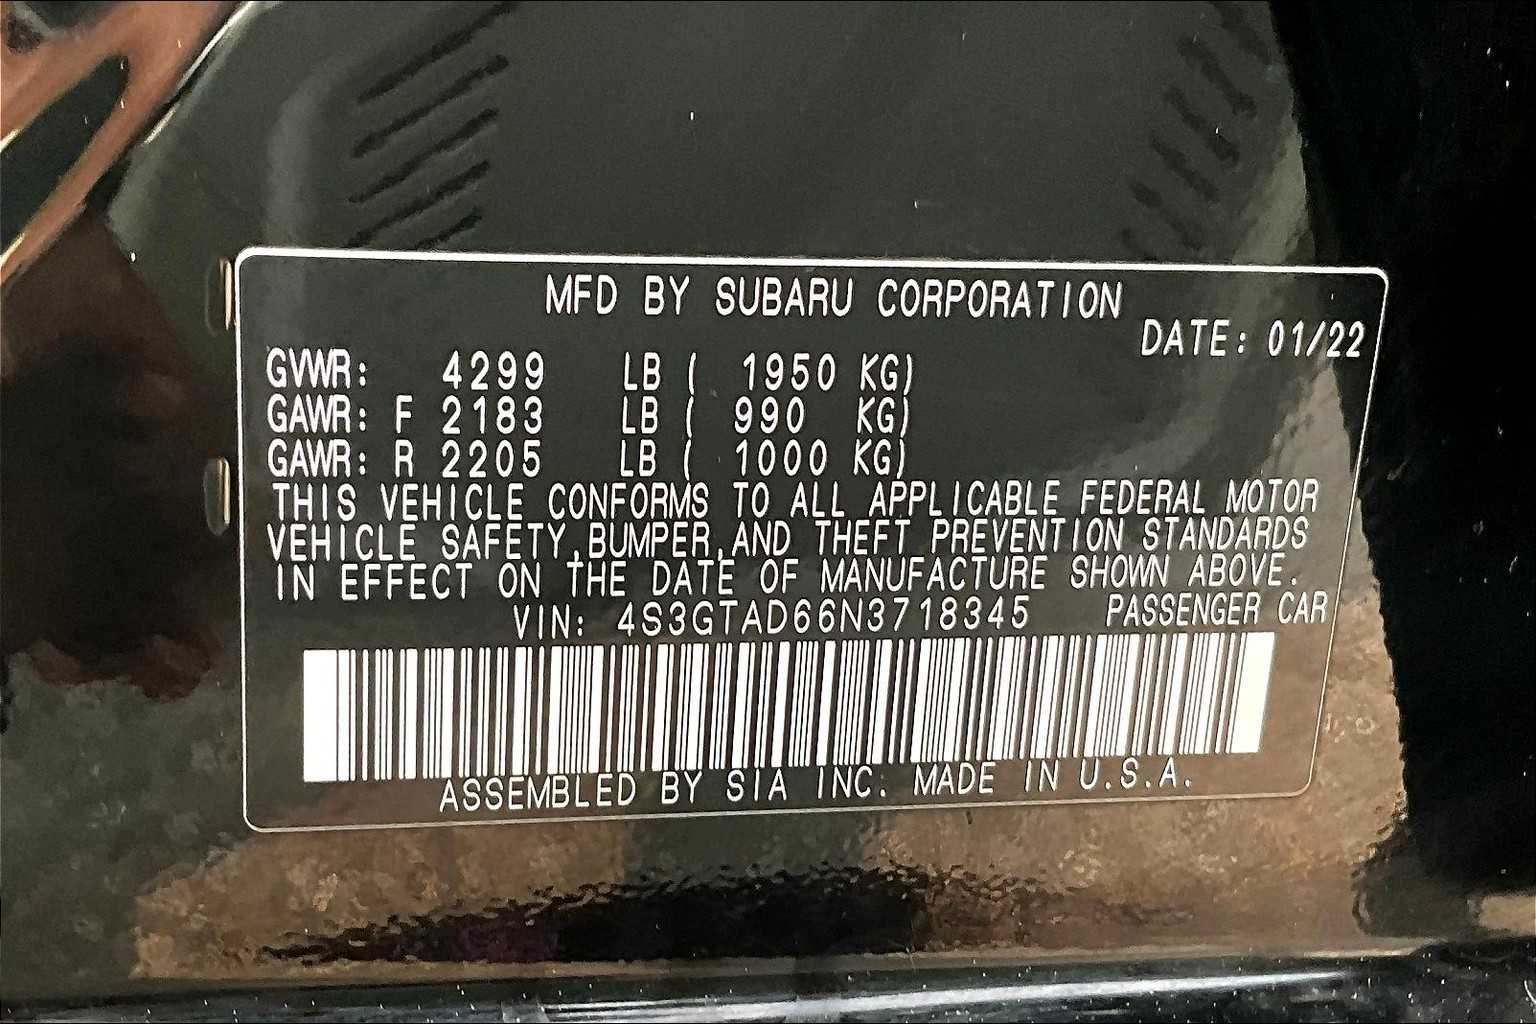 MFD BY SUBARU CORPORATION
DATE: 01/22
GVWR: 4299 LB ( 1950 KG)
GAWR: F 2183 LB ( 990 KG)
GAWR: R 2205 LB ( 1000 KG)
THIS VEHICLE CONFORMS TO ALL APPLICABLE FEDERAL MOTOR
VEHICLE SAFETY,BUMPER,AND THEFT PREVENTION STANDARDS
IN EFFECT ON THE DATE OF MANUFACTURE SHOWN ABOVE.
VIN: 4S3GTAD66N3718345 PASSENGER CAR
ASSEMBLED BY SIA INC. MADE IN U.S.A.